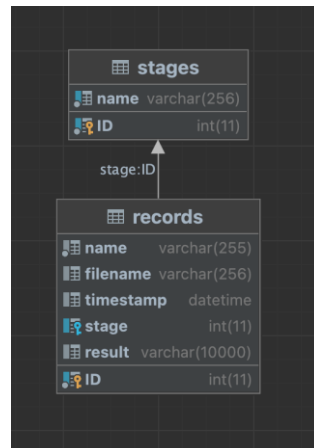 stages
name varchar(256)
ID int(11)
stage:ID
records
name varchar(255)
filename varchar(256)
timestamp datetime
stage int(11)
result varchar(10000)
ID int(11)